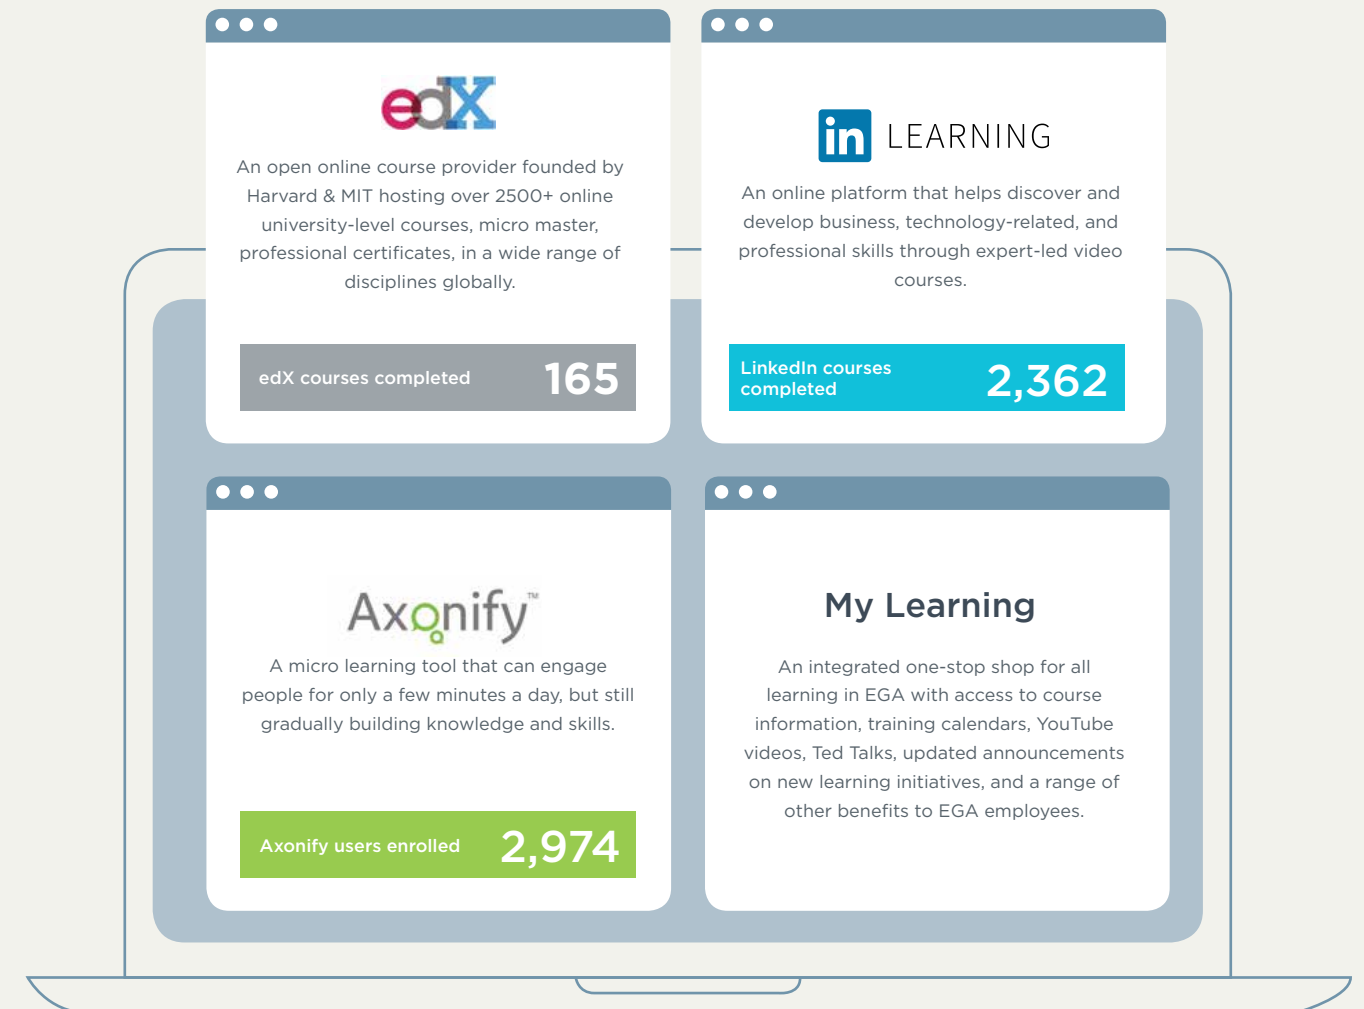 edX
An open online course provider founded by
Harvard & MIT hosting over 2500+ online
university-level courses, micro master,
professional certificates, in a wide range of
disciplines globally.
edX courses completed 165
in LEARNING
An online platform that helps discover and
develop business, technology-related, and
professional skills through expert-led video
courses.
LinkedIn courses
completed
2,362
Axonify™
A micro learning tool that can engage
people for only a few minutes a day, but still
gradually building knowledge and skills.
Axonify users enrolled 2,974
My Learning
An integrated one-stop shop for all
learning in EGA with access to course
information, training calendars, YouTube
videos, Ted Talks, updated announcements
on new learning initiatives, and a range of
other benefits to EGA employees.